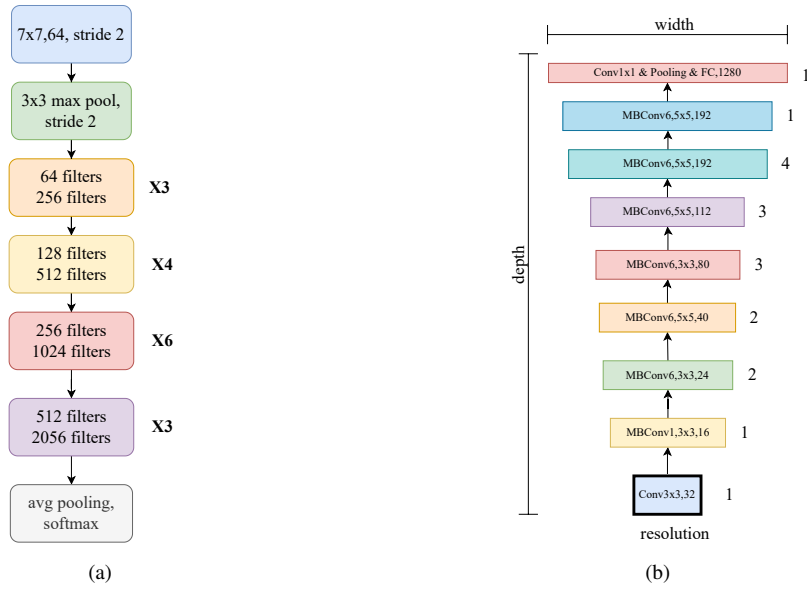 7x7,64, stride 2
3x3 max pool,
stride 2
64 filters
256 filters
X3
128 filters
512 filters
X4
256 filters
1024 filters
X6
512 filters
2056 filters
X3
avg pooling,
softmax
(a)
width
depth
Conv1x1 & Pooling & FC,1280
1
MBConv6,5x5,192
1
MBConv6,5x5,192
4
MBConv6,5x5,112
3
MBConv6,3x3,80
3
MBConv6,5x5,40
2
MBConv6,3x3,24
2
MBConv1,3x3,16
1
Conv3x3,32
1
resolution
(b)